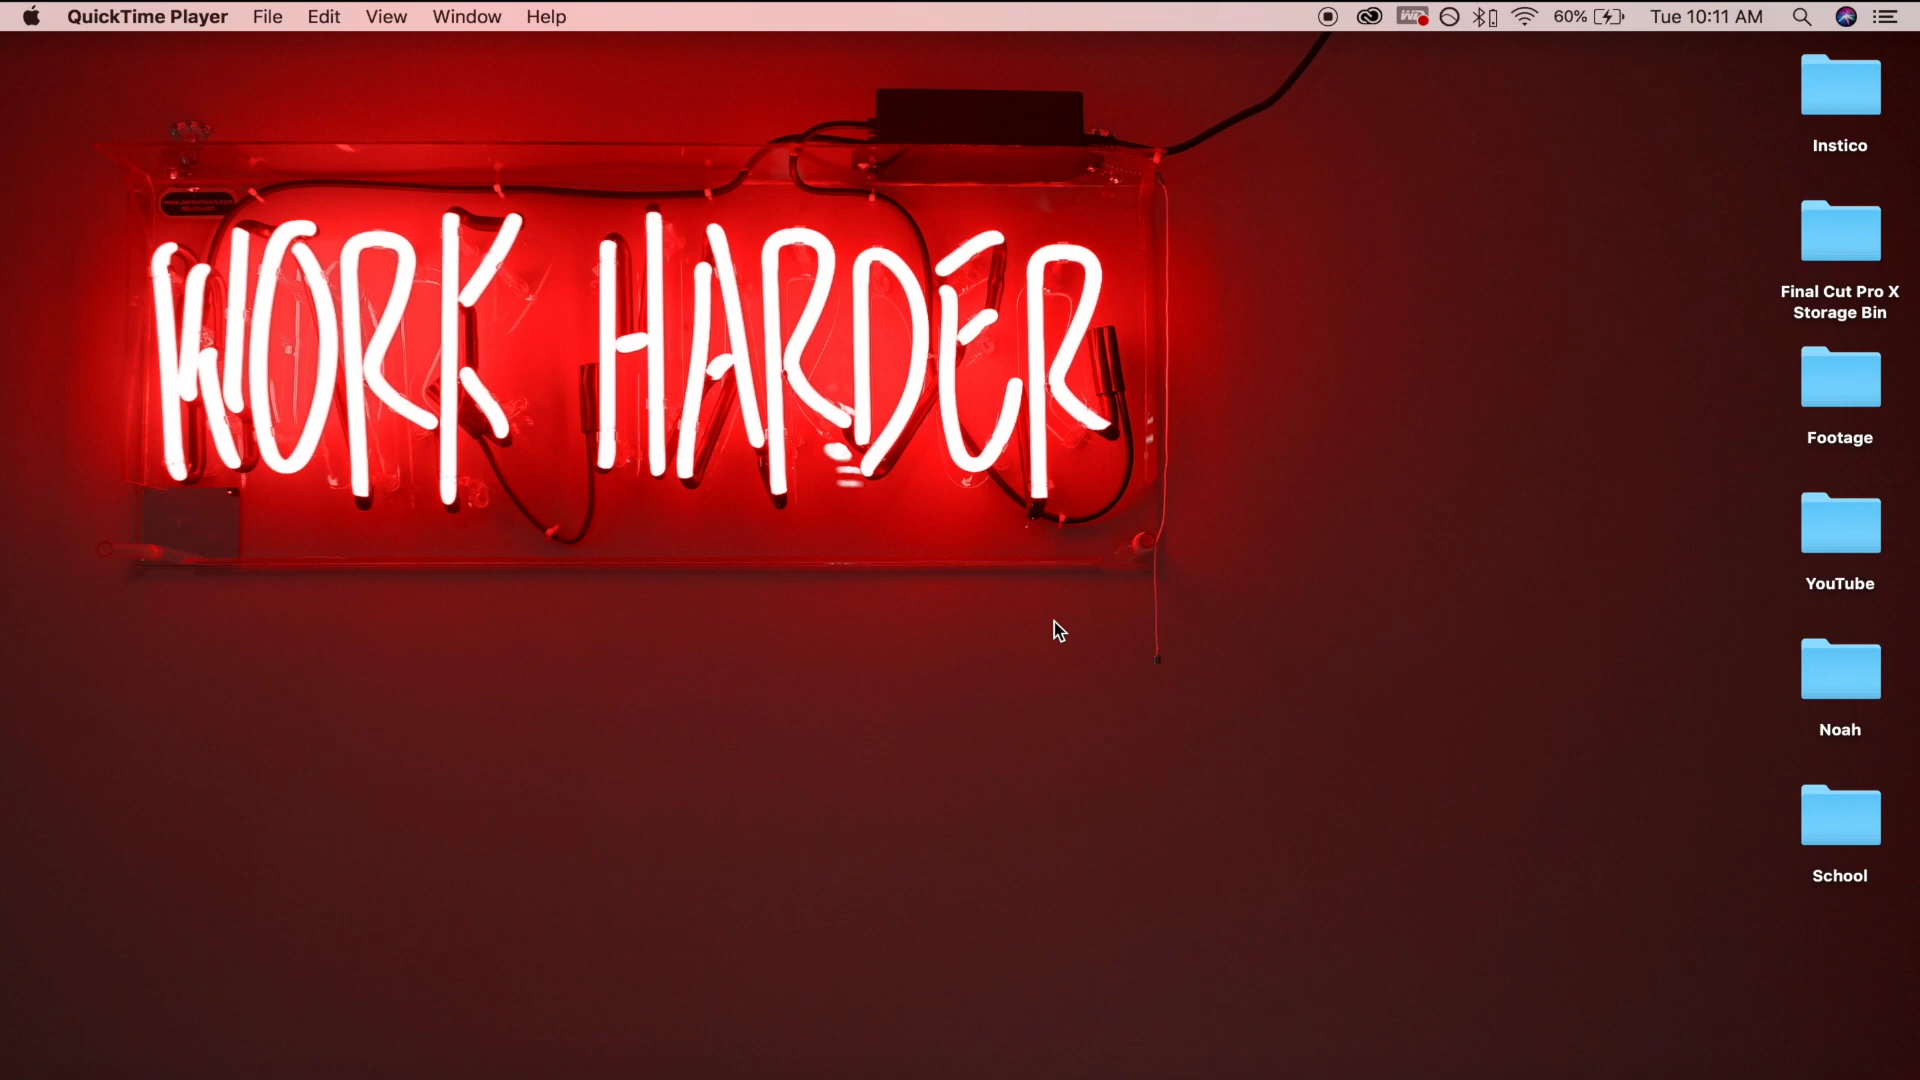 QuickTime Player File Edit View Window Help 60% Tue 10:11 AM
WORK HARDER
Instico
Final Cut Pro X
Storage Bin
Footage
YouTube
Noah
School